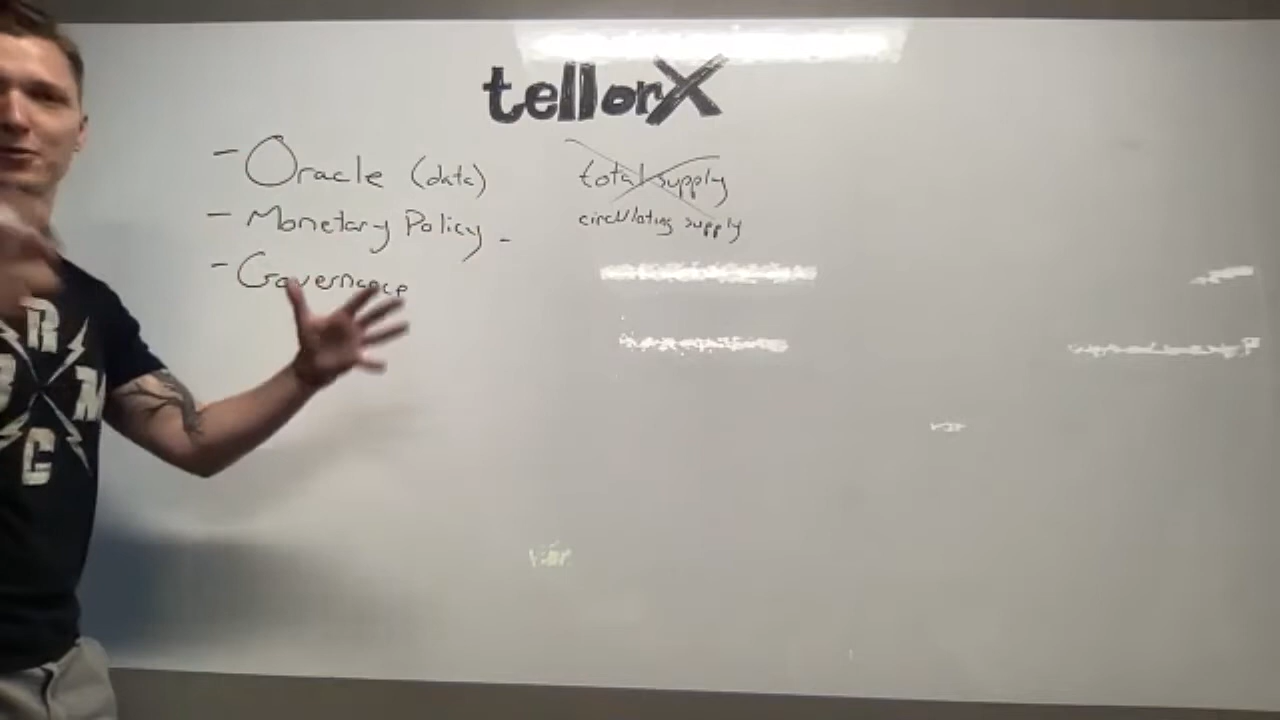 tellorX
- Oracle (data)
- Monetary Policy -
- Governance
total supply
circulating supply
R
B M
C